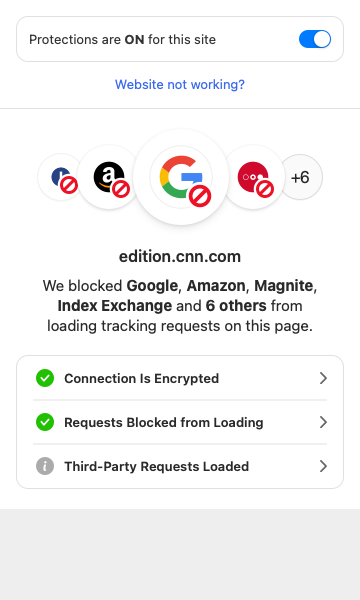 Protections are ON for this site
Website not working?
+6
edition.cnn.com
We blocked Google, Amazon, Magnite,
Index Exchange and 6 others from
loading tracking requests on this page.
Connection Is Encrypted
Requests Blocked from Loading
Third-Party Requests Loaded